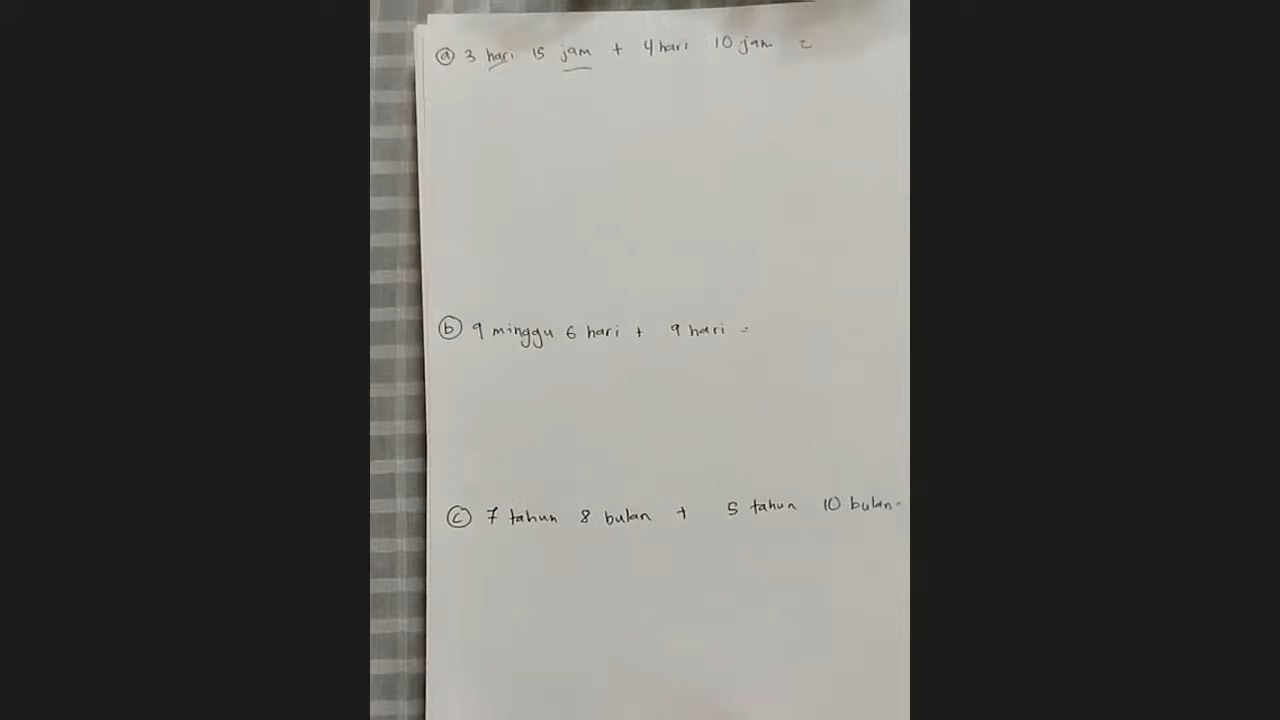 a 3 hari 15 jam + 4 hari 10 jam =
b 9 minggu 6 hari + 9 hari =
c 7 tahun 8 bulan + 5 tahun 10 bulan =